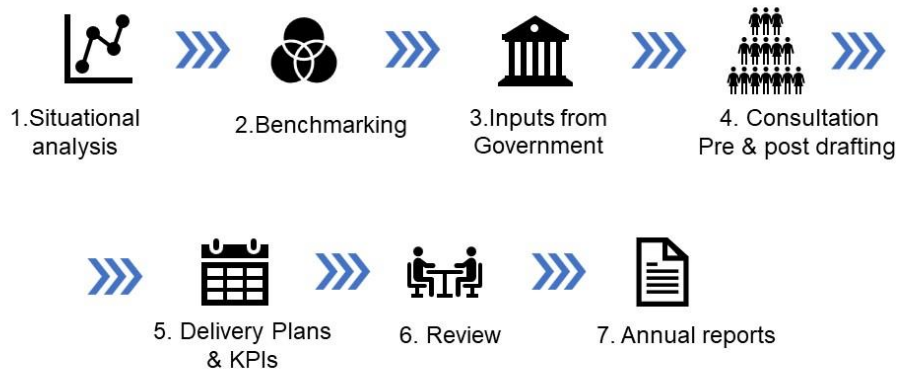 1.Situational
analysis
2.Benchmarking
3.Inputs from
Government
4. Consultation
Pre & post drafting
5. Delivery Plans
& KPIs
6. Review
7. Annual reports